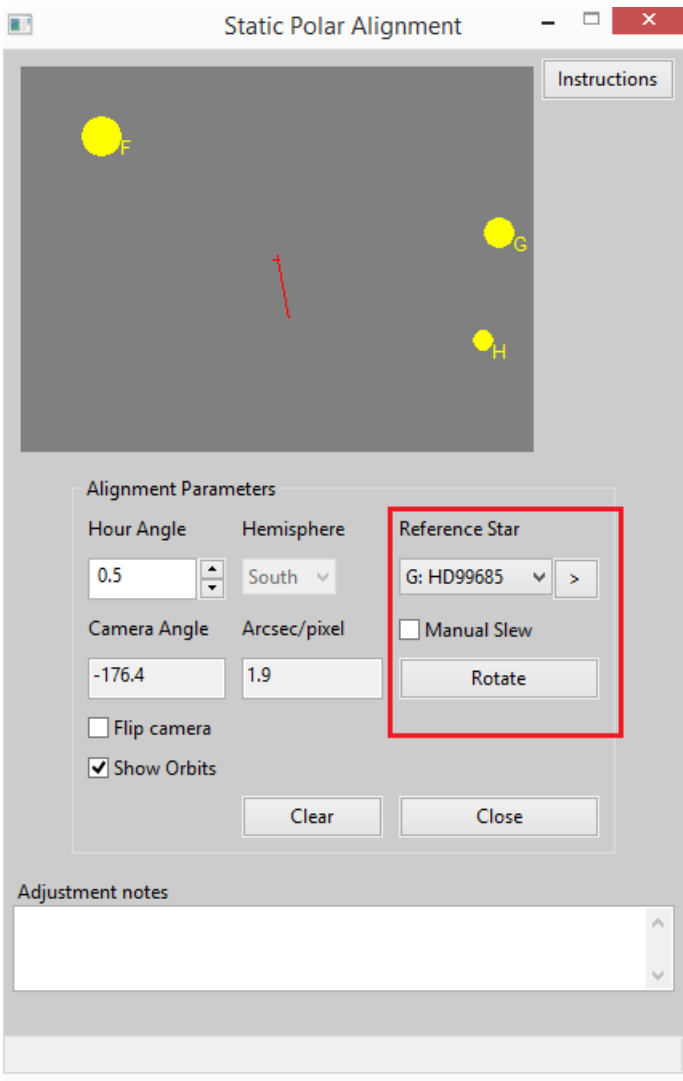 Static Polar Alignment
Instructions
F
G
H
Alignment Parameters
Hour Angle Hemisphere Reference Star
0.5 South G: HD99685 >
Camera Angle Arcsec/pixel Manual Slew
-176.4 1.9 Rotate
Flip camera
Show Orbits
Clear Close
Adjustment notes